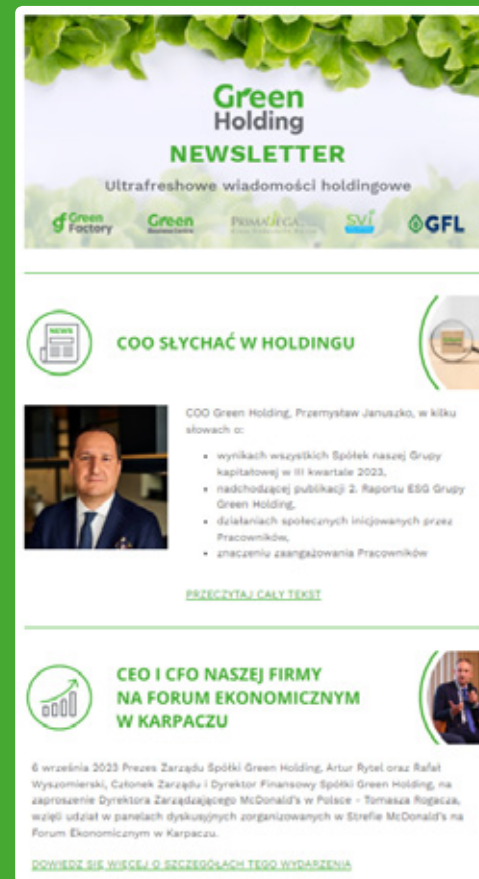 Green
Holding
NEWSLETTER
Ultrafreshowe wiadomości holdingowe
Green
Factory
Green
Business Centre
PRIMAVEGA
SVÍ
GFL
NEWS
COO SŁYCHAĆ W HOLDINGU
COO Green Holding, Przemysław Januszko, w kilku
słowach o:
• wynikach wszystkich Spółek naszej Grupy
kapitałowej w III kwartale 2023,
• nadchodzącej publikacji 2. Raportu ESG Grupy
Green Holding,
• działaniach społecznych inicjowanych przez
Pracowników,
• znaczeniu zaangażowania Pracowników
PRZECZYTAJ CAŁY TEKST
CEO I CFO NASZEJ FIRMY
NA FORUM EKONOMICZNYM
W KARPACZU
6 września 2023 Prezes Zarządu Spółki Green Holding, Artur Rytel oraz Rafał
Wyszomierski, Członek Zarządu i Dyrektor Finansowy Spółki Green Holding, na
zaproszenie Dyrektora Zarządzającego McDonald's w Polsce - Tomasza Rogacza,
wzięli udział w panelach dyskusyjnych zorganizowanych w Strefie McDonald's na
Forum Ekonomicznym w Karpaczu.
DOWIEDZ SIĘ WIĘCEJ O SZCZEGÓŁACH TEGO WYDARZENIA